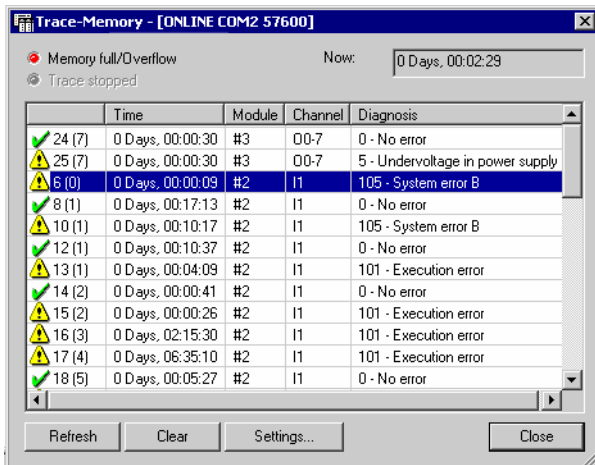 Trace-Memory - [ONLINE COM2 57600]
Memory full/Overflow Now: 0 Days, 00:02:29
Trace stopped
Time Module Channel Diagnosis
24 (7) 0 Days, 00:00:30 #3 O0-7 0 - No error
25 (7) 0 Days, 00:00:30 #3 O0-7 5 - Undervoltage in power supply
6 (0) 0 Days, 00:00:09 #2 I1 105 - System error B
8 (1) 0 Days, 00:17:13 #2 I1 0 - No error
10 (1) 0 Days, 00:10:17 #2 I1 105 - System error B
12 (1) 0 Days, 00:10:37 #2 I1 0 - No error
13 (1) 0 Days, 00:04:09 #2 I1 101 - Execution error
14 (2) 0 Days, 00:00:41 #2 I1 0 - No error
15 (2) 0 Days, 00:00:26 #2 I1 101 - Execution error
16 (3) 0 Days, 02:15:30 #2 I1 101 - Execution error
17 (4) 0 Days, 06:35:10 #2 I1 101 - Execution error
18 (5) 0 Days, 00:05:27 #2 I1 0 - No error
Refresh Clear Settings... Close